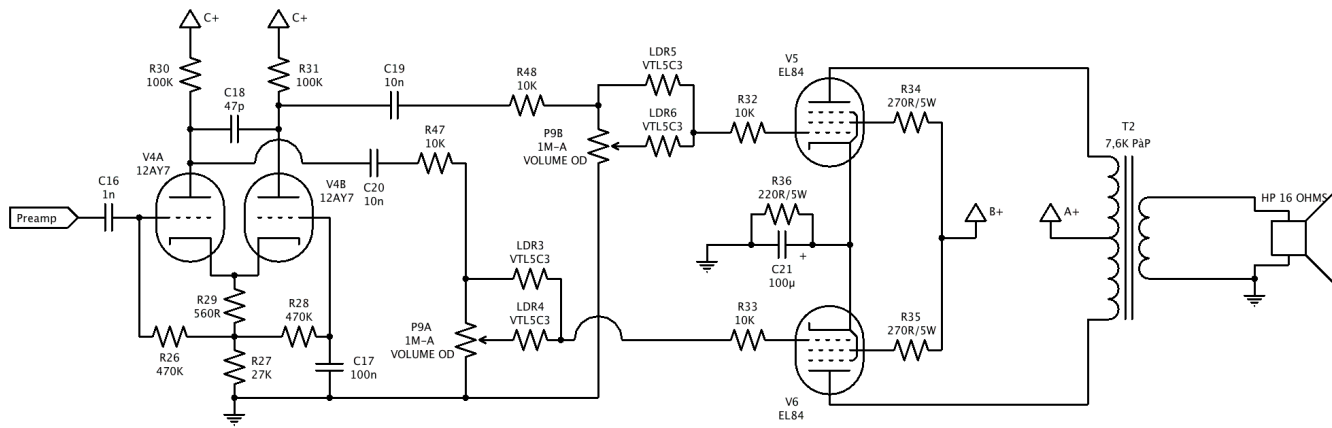 C+
C+
R30
100K
R31
100K
C18
47p
C19
10n
R48
10K
LDR5
VTL5C3
LDR6
VTL5C3
P9B
1M-A
VOLUME OD
R32
10K
V5
EL84
R34
270R/5W
T2
7,6K PàP
V4A
12AY7
V4B
12AY7
C16
1n
Preamp
R47
10K
C20
10n
R36
220R/5W
C21
100µ
+
B+
A+
HP 16 OHMS
R29
560R
R28
470K
R26
470K
R27
27K
C17
100n
LDR3
VTL5C3
LDR4
VTL5C3
P9A
1M-A
VOLUME OD
R33
10K
R35
270R/5W
V6
EL84